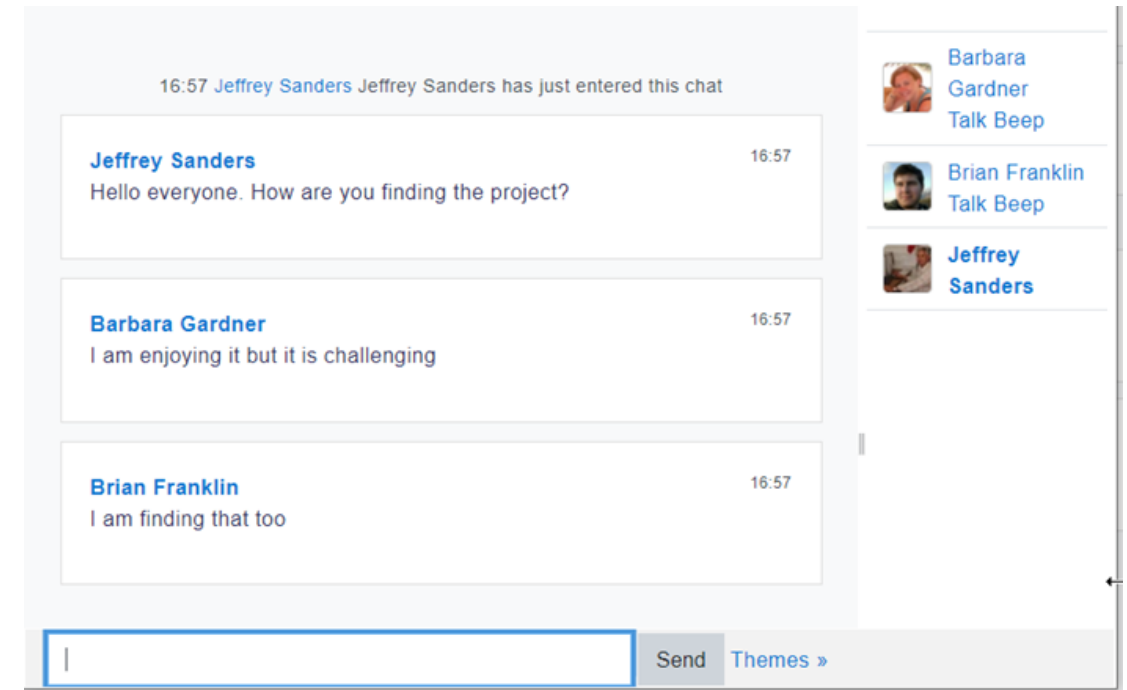 16:57 Jeffrey Sanders Jeffrey Sanders has just entered this chat
Jeffrey Sanders
16:57
Hello everyone. How are you finding the project?
Barbara Gardner
16:57
I am enjoying it but it is challenging
Brian Franklin
16:57
I am finding that too
Send
Themes »
Barbara
Gardner
Talk Beep
Brian Franklin
Talk Beep
Jeffrey
Sanders